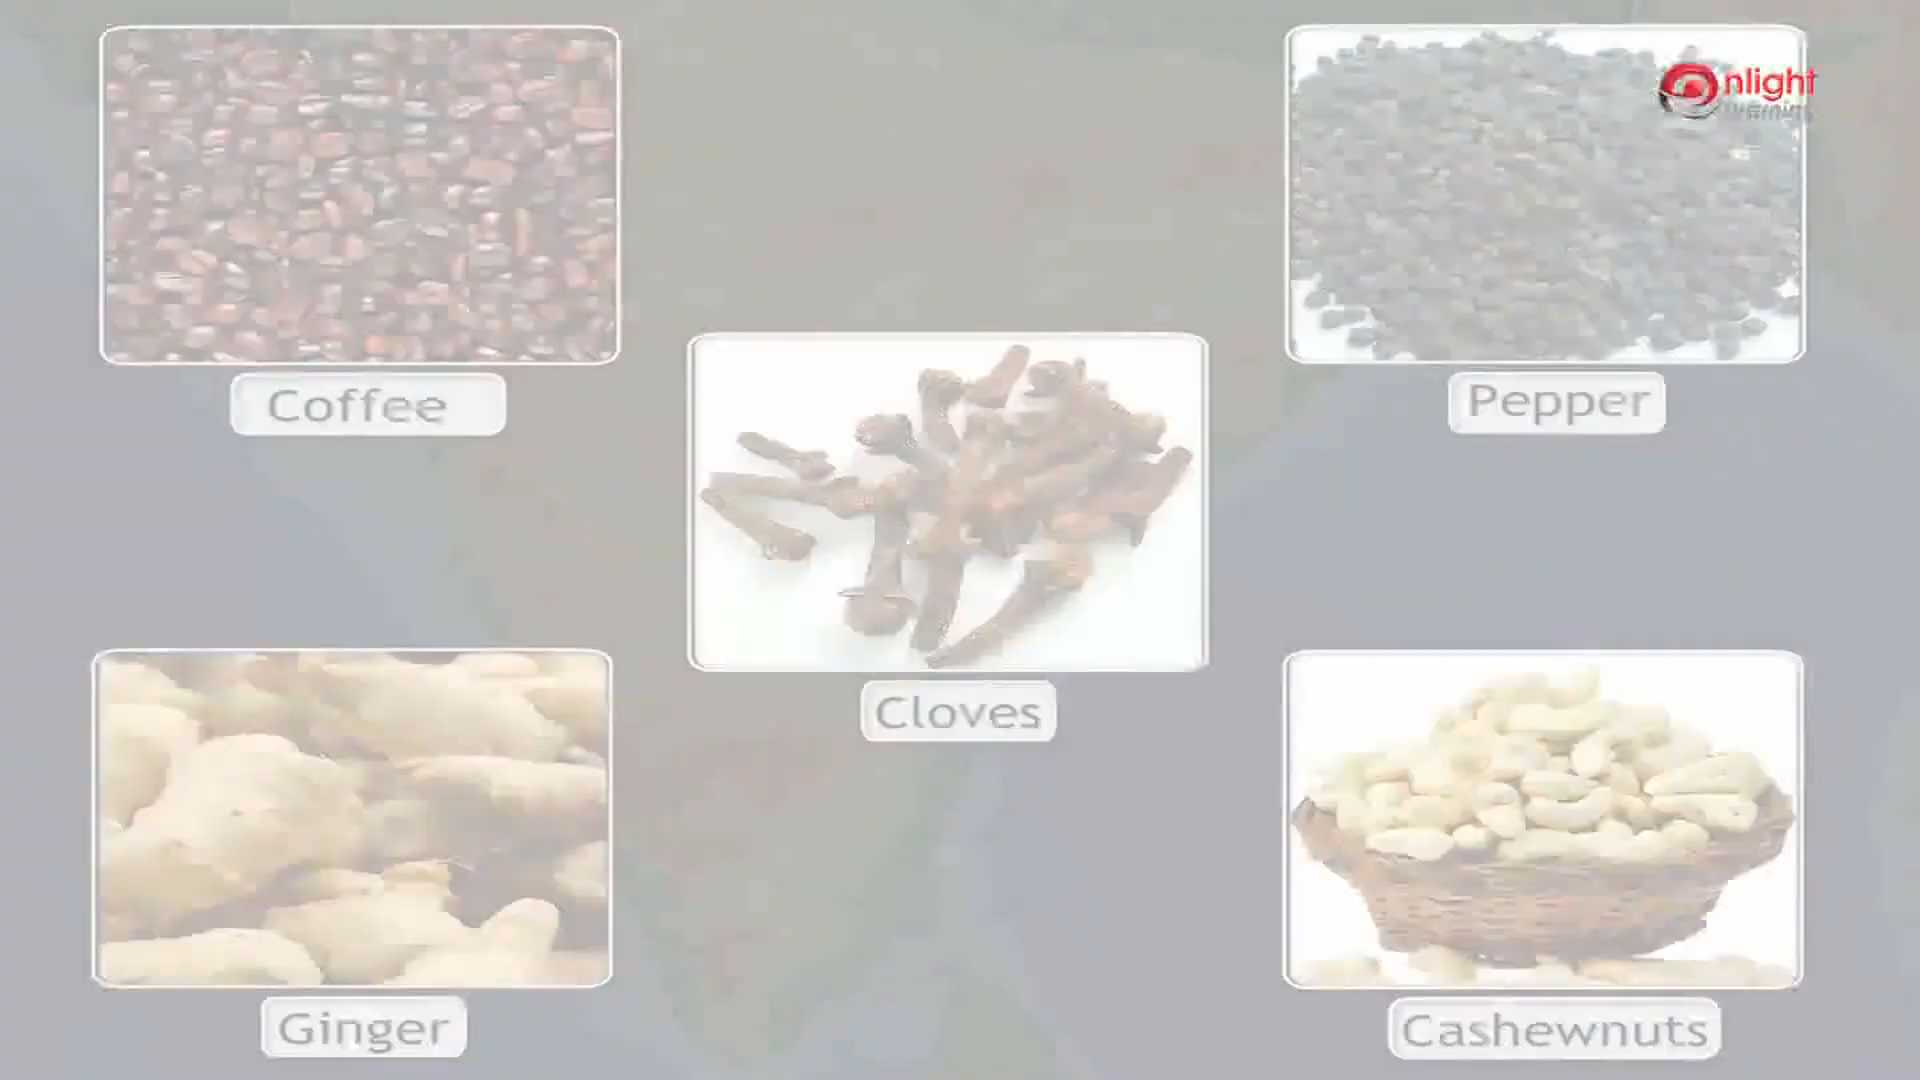 nlight
Coffee
Pepper
Cloves
Ginger
Cashewnuts